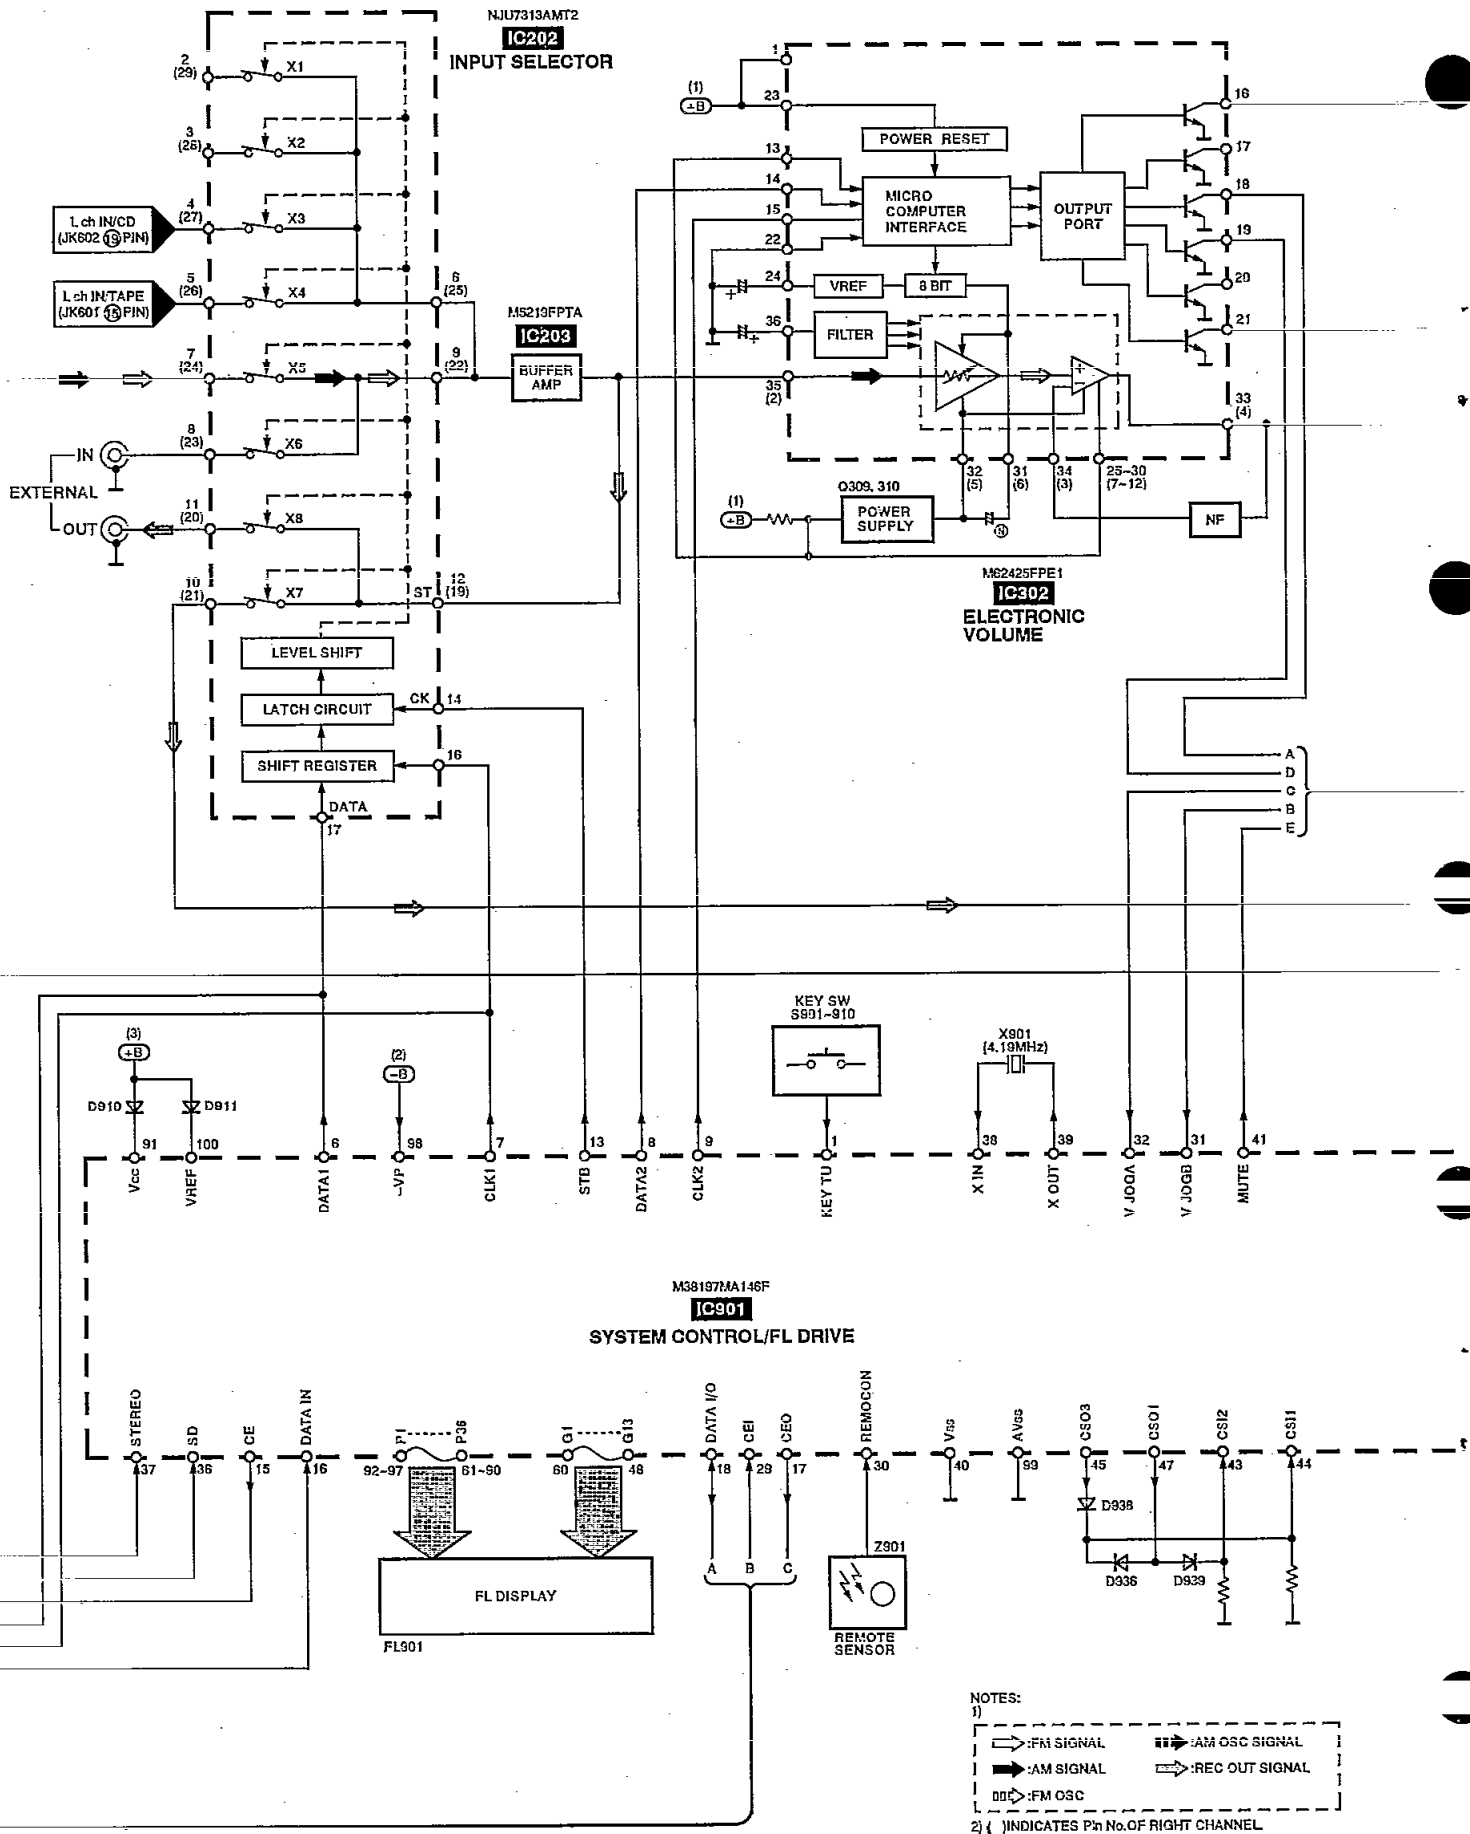 NJU7313AMT2
IC202
INPUT SELECTOR
2
(29)
X1
3
(28)
X2
L ch IN/CD
(JK602 19 PIN)
4
(27)
X3
L ch IN/TAPE
(JK601 PIN)
5
(26)
X4
6
(25)
7
(24)
X5
9
(22)
8
(23)
X6
IN
EXTERNAL
OUT
11
(20)
X8
10
(21)
X7
ST
12
(19)
LEVEL SHIFT
LATCH CIRCUIT
CK
14
SHIFT REGISTER
16
DATA
17
M5219FPTA
IC203
BUFFER
AMP
(1)
+B
1
23
13
14
15
22
24
36
35
(2)
POWER RESET
MICRO
COMPUTER
INTERFACE
OUTPUT
PORT
VREF
8 BIT
FILTER
16
17
18
19
20
21
33
(4)
32
(5)
31
(6)
34
(3)
25~30
(7~12)
Q309, 310
(1)
+B
POWER
SUPPLY
NF
M62425FPE1
IC302
ELECTRONIC
VOLUME
A
D
C
B
E
KEY SW
S901~910
X901
(4.19MHz)
(3)
+B
(2)
-B
D910
D911
91
100
6
98
7
13
8
9
1
38
39
32
31
41
Vcc
VREF
DATA1
-VP
CLK1
STB
DATA2
CLK2
KEY TU
X IN
X OUT
V JOGA
V JOGB
MUTE
M38197MA146F
IC901
SYSTEM CONTROL/FL DRIVE
STEREO
SD
CE
DATA IN
P1
P36
G1
G13
DATA I/O
CEI
CEO
REMOCON
Vss
AVss
CSO3
CSO1
CSI2
CSI1
37
36
15
16
92~97
61~90
60
48
18
29
17
30
40
99
45
47
43
44
D938
D936
D939
A
B
C
Z901
REMOTE
SENSOR
FL DISPLAY
FL901
NOTES:
1)
:FM SIGNAL
:AM OSC SIGNAL
:AM SIGNAL
:REC OUT SIGNAL
:FM OSC
2) ( )INDICATES Pin No.OF RIGHT CHANNEL